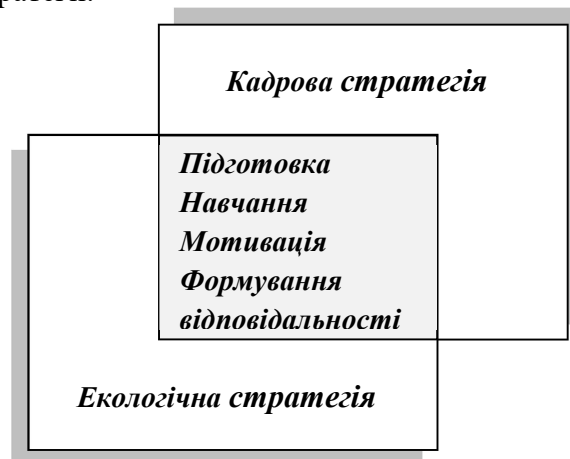 Кадрова стратегія
Підготовка
Навчання
Мотивація
Формування
відповідальності
Екологічна стратегія